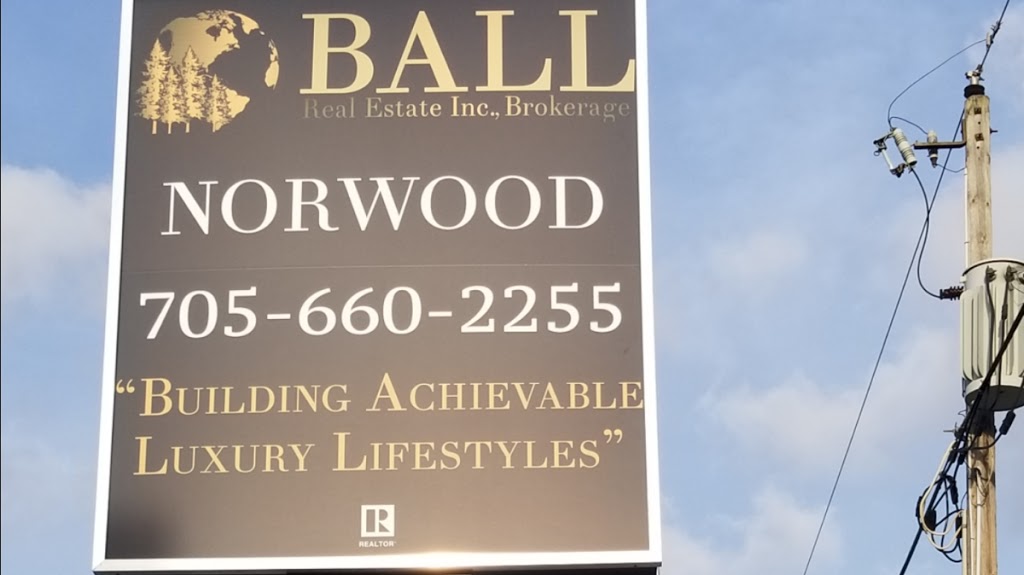 BALL
Real Estate Inc., Brokerage
NORWOOD
705-660-2255
“BUILDING ACHIEVABLE
LUXURY LIFESTYLES”
R
REALTOR